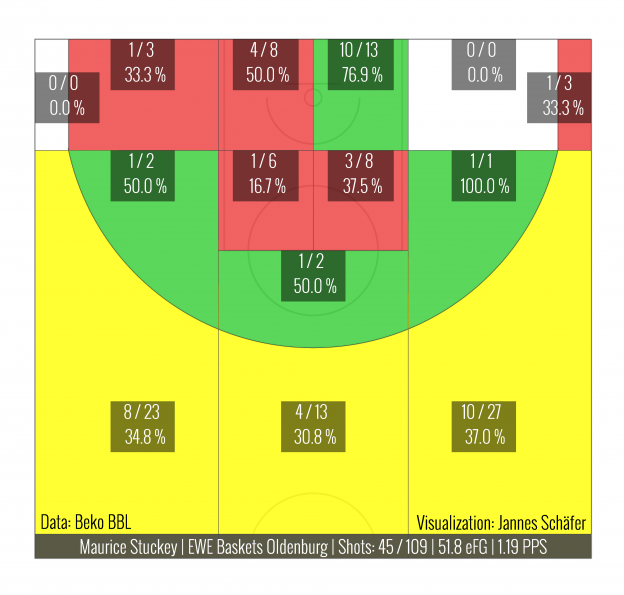 1 / 3
33.3 %
4 / 8
50.0 %
10 / 13
76.9 %
0 / 0
0.0 %
0 / 0
0.0 %
1 / 3
33.3 %
1 / 2
50.0 %
1 / 6
16.7 %
3 / 8
37.5 %
1 / 1
100.0 %
1 / 2
50.0 %
8 / 23
34.8 %
4 / 13
30.8 %
10 / 27
37.0 %
Data: Beko BBL
Visualization: Jannes Schäfer
Maurice Stuckey | EWE Baskets Oldenburg | Shots: 45 / 109 | 51.8 eFG | 1.19 PPS